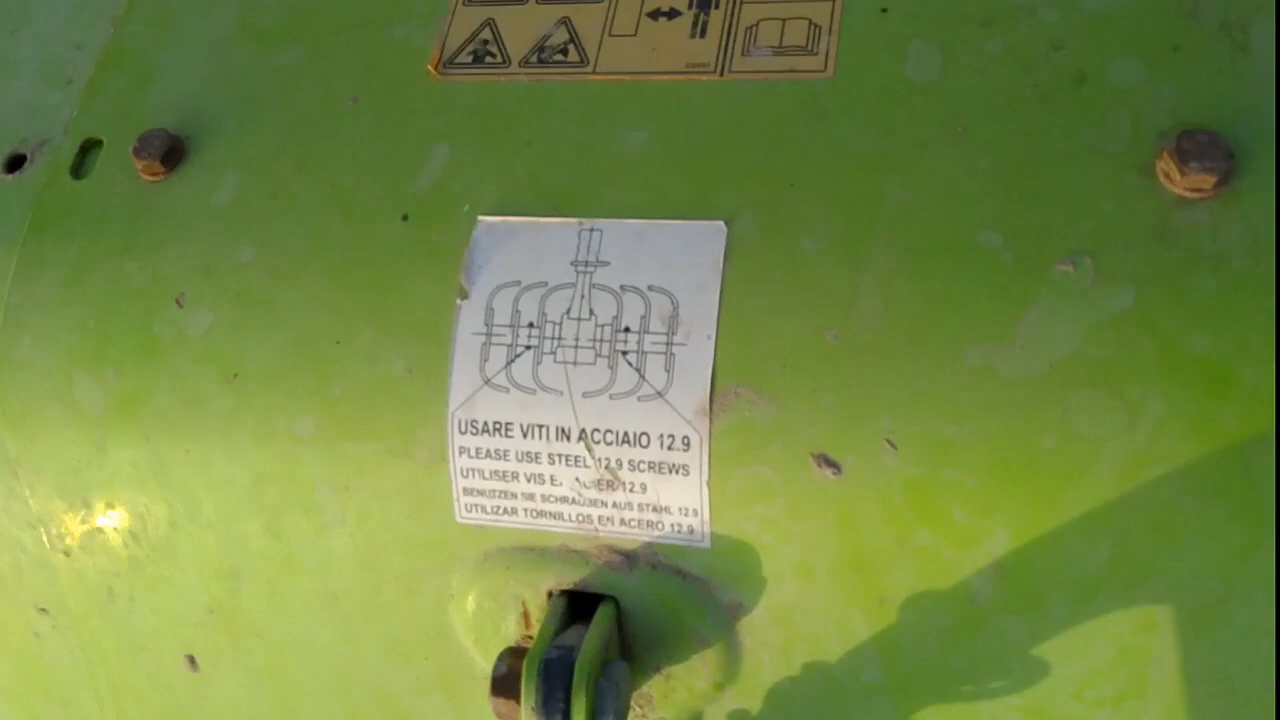 USARE VITI IN ACCIAIO 12.9
PLEASE USE STEEL 12.9 SCREWS
UTILISER VIS 12.9
BENUTZEN SIE SCHRAUBEN AUS STAHL 12.9
UTILIZAR TORNILLOS EN ACERO 12.9